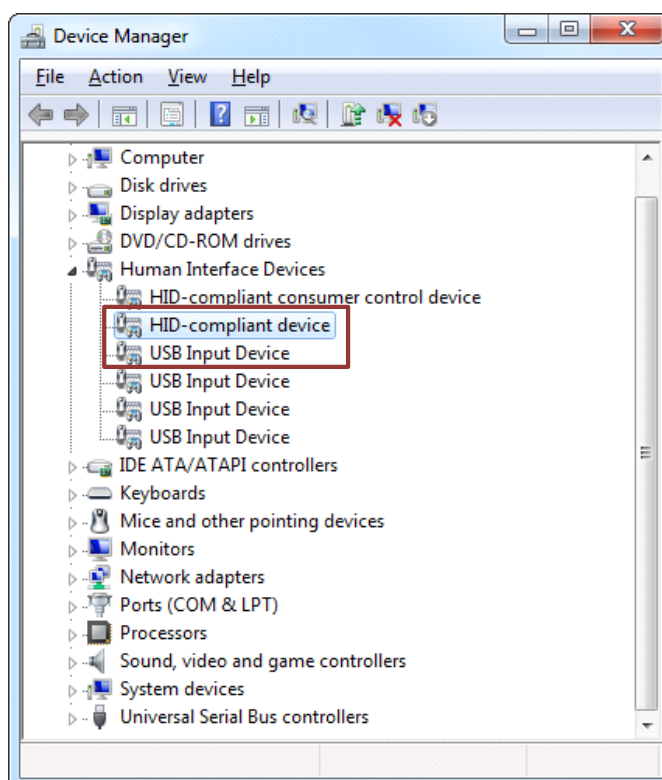 Device Manager
File Action View Help
Computer
Disk drives
Display adapters
DVD/CD-ROM drives
Human Interface Devices
HID-compliant consumer control device
HID-compliant device
USB Input Device
USB Input Device
USB Input Device
USB Input Device
IDE ATA/ATAPI controllers
Keyboards
Mice and other pointing devices
Monitors
Network adapters
Ports (COM & LPT)
Processors
Sound, video and game controllers
System devices
Universal Serial Bus controllers